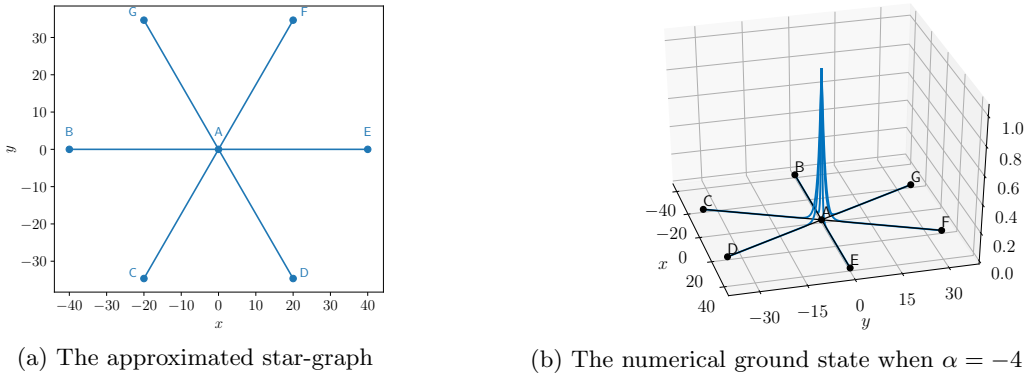 G
F
30
20
10
B
A
E
0
y
−10
−20
−30
C
D
−40 −30 −20 −10 0 10 20 30 40
x
1.0
0.8
0.6
0.4
0.2
0.0
B
G
C
A
F
D
E
−40
−20
0
20
40
x
−30 −15 0 15 30
y
(a) The approximated star-graph
(b) The numerical ground state when α = −4